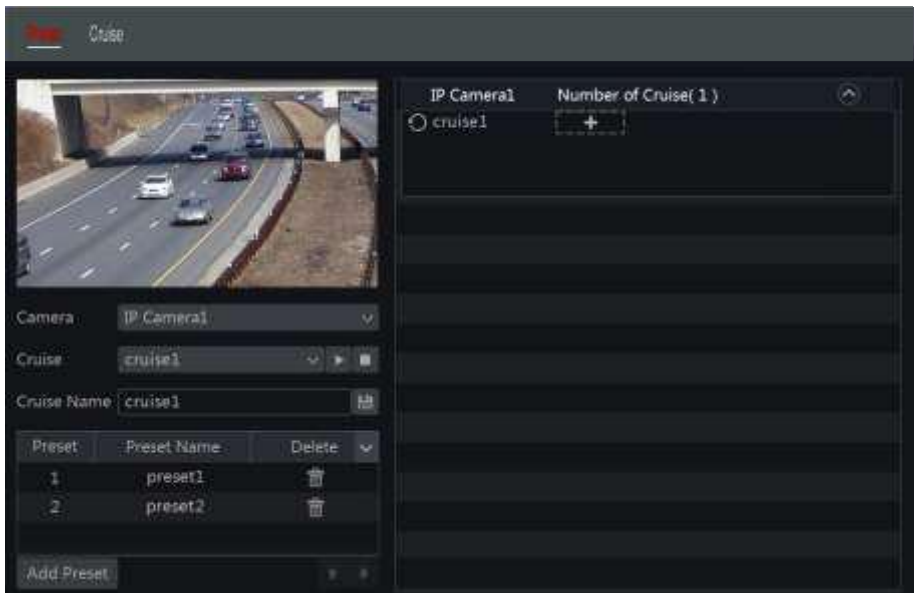 Cruise
IP Camera1 Number of Cruise( 1 )
cruise1
Camera IP Camera1
Cruise cruise1
Cruise Name cruise1
Preset Preset Name Delete
1 preset1
2 preset2
Add Preset